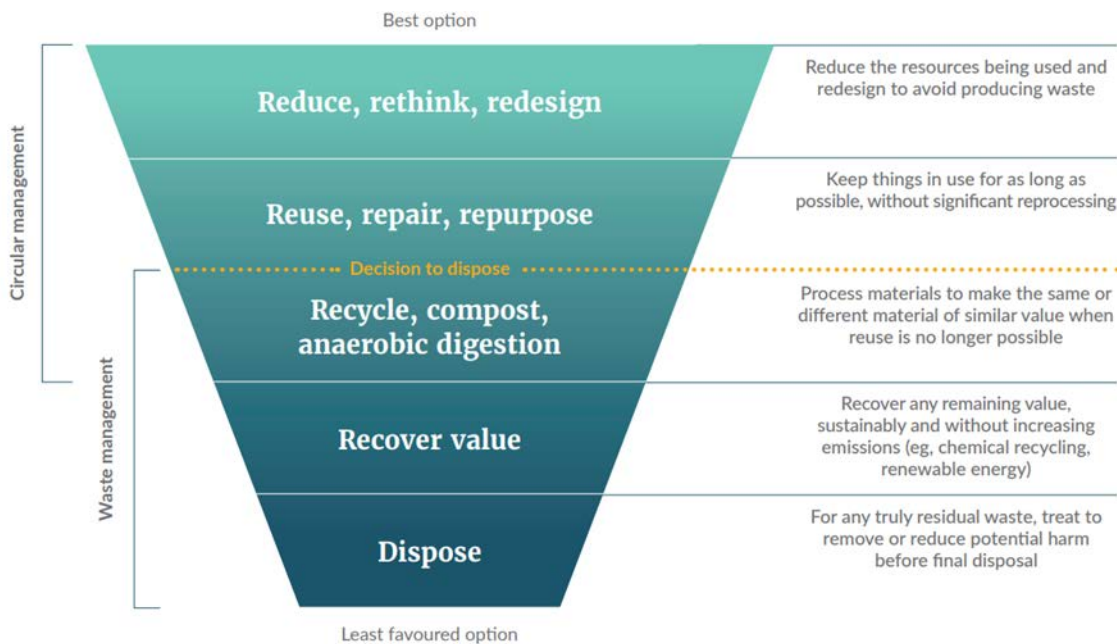 Best option
Circular management
Waste management
Reduce, rethink, redesign
Reduce the resources being used and
redesign to avoid producing waste
Reuse, repair, repurpose
Keep things in use for as long as
possible, without significant reprocessing
Decision to dispose
Recycle, compost,
anaerobic digestion
Process materials to make the same or
different material of similar value when
reuse is no longer possible
Recover value
Recover any remaining value,
sustainably and without increasing
emissions (eg, chemical recycling,
renewable energy)
Dispose
For any truly residual waste, treat to
remove or reduce potential harm
before final disposal
Least favoured option